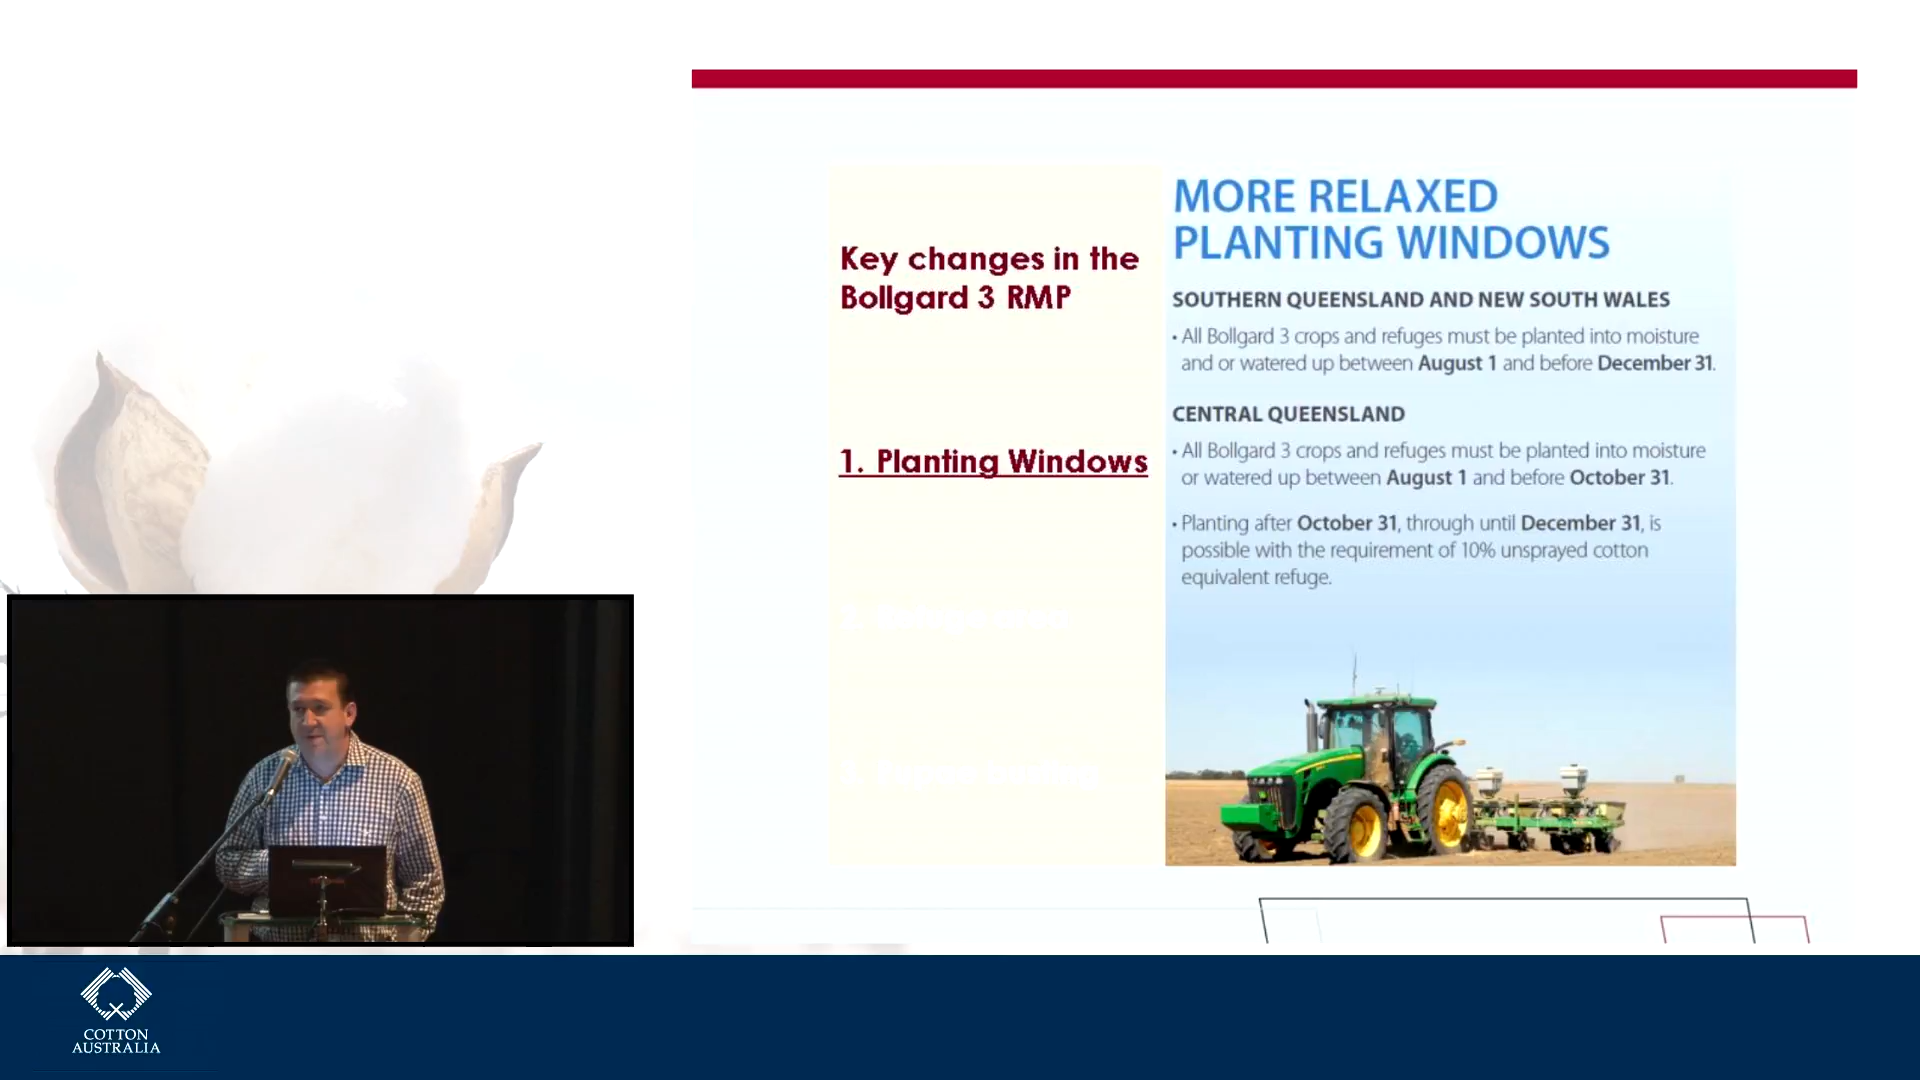 Key changes in the
Bollgard 3 RMP
1. Planting Windows
MORE RELAXED
PLANTING WINDOWS
SOUTHERN QUEENSLAND AND NEW SOUTH WALES
• All Bollgard 3 crops and refuges must be planted into moisture
and or watered up between August 1 and before December 31.
CENTRAL QUEENSLAND
• All Bollgard 3 crops and refuges must be planted into moisture
or watered up between August 1 and before October 31.
• Planting after October 31, through until December 31, is
possible with the requirement of 10% unsprayed cotton
equivalent refuge.
COTTON
AUSTRALIA